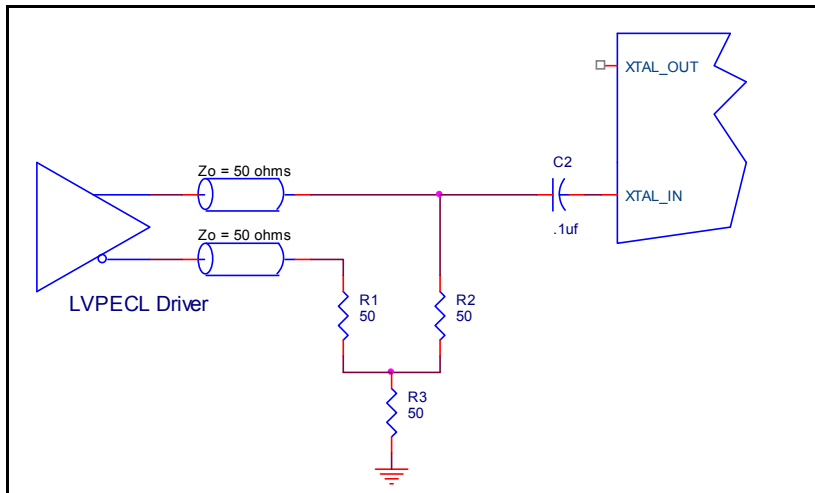 XTAL_OUT
Zo = 50 ohms
C2
XTAL_IN
.1uf
Zo = 50 ohms
LVPECL Driver
R1
50
R2
50
R3
50